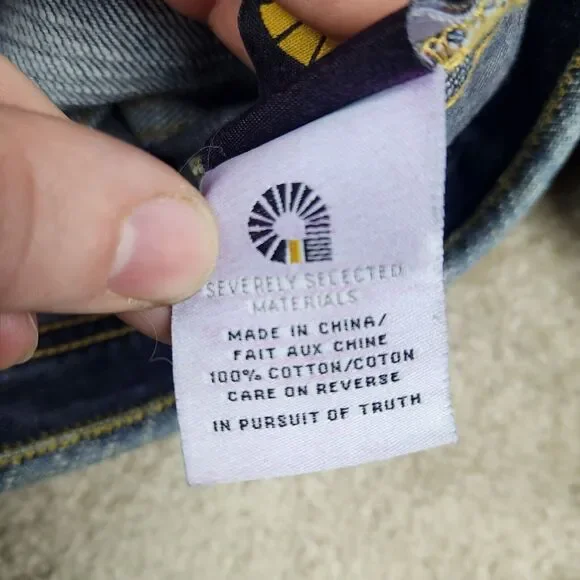 SEVERELY SELECTED
MATERIALS
MADE IN CHINA/
FAIT AUX CHINE
100% COTTON/COTON
CARE ON REVERSE
IN PURSUIT OF TRUTH